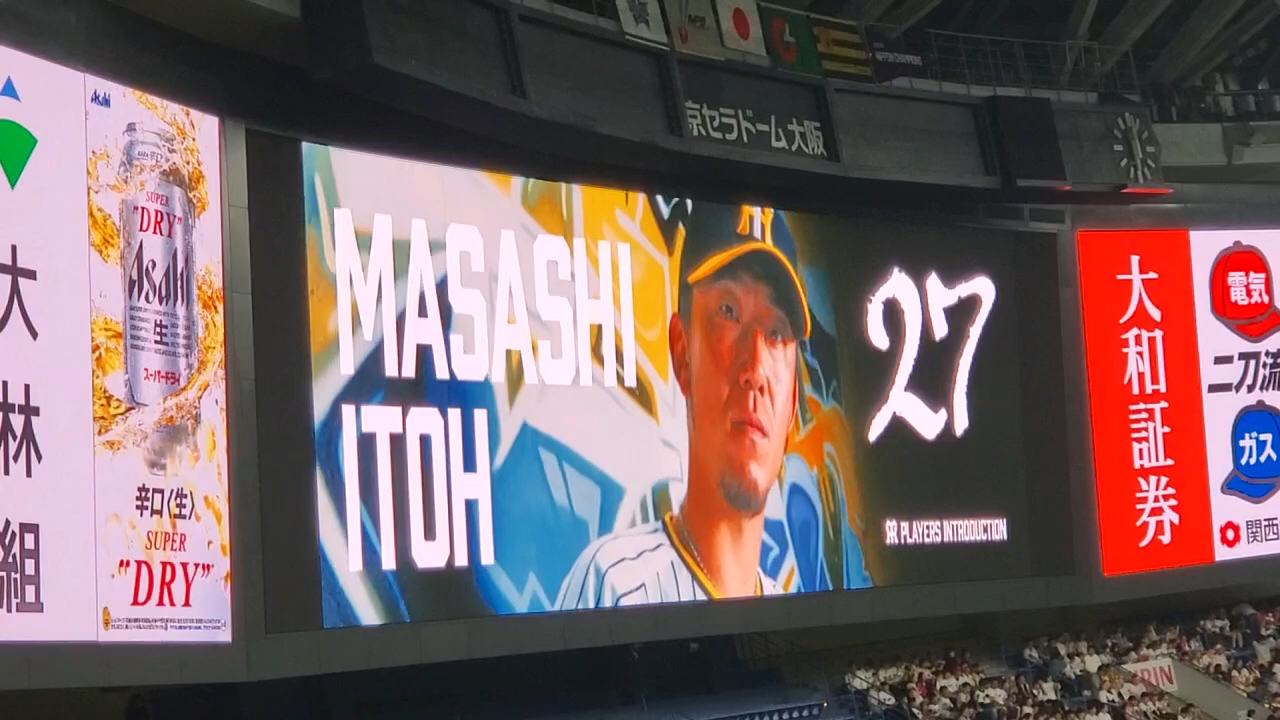 京セラドーム大阪
大林組
Asahi
SUPER
"DRY"
Asahi
生
スーパードライ
辛口〈生〉
SUPER
"DRY"
MASASHI
ITOH
27
PLAYERS INTRODUCTION
大和証券
電気
二刀流
ガス
関西